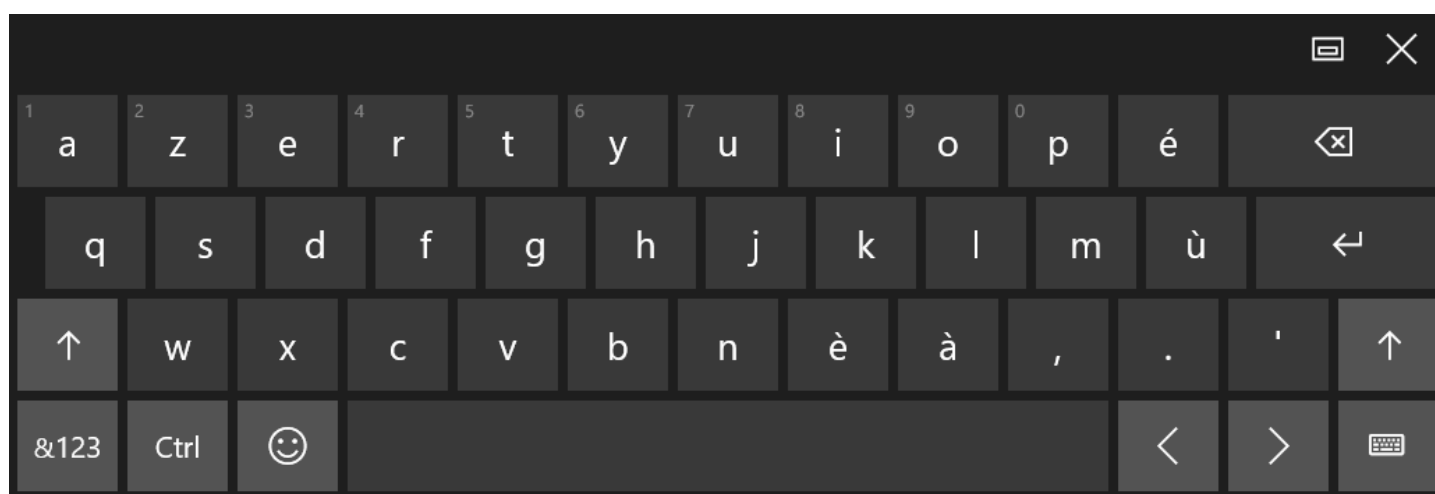 1 a 2 z 3 e 4 r 5 t 6 y 7 u 8 i 9 o 0 p é
q s d f g h j k l m ù
w x c v b n è à , . '
&123 Ctrl